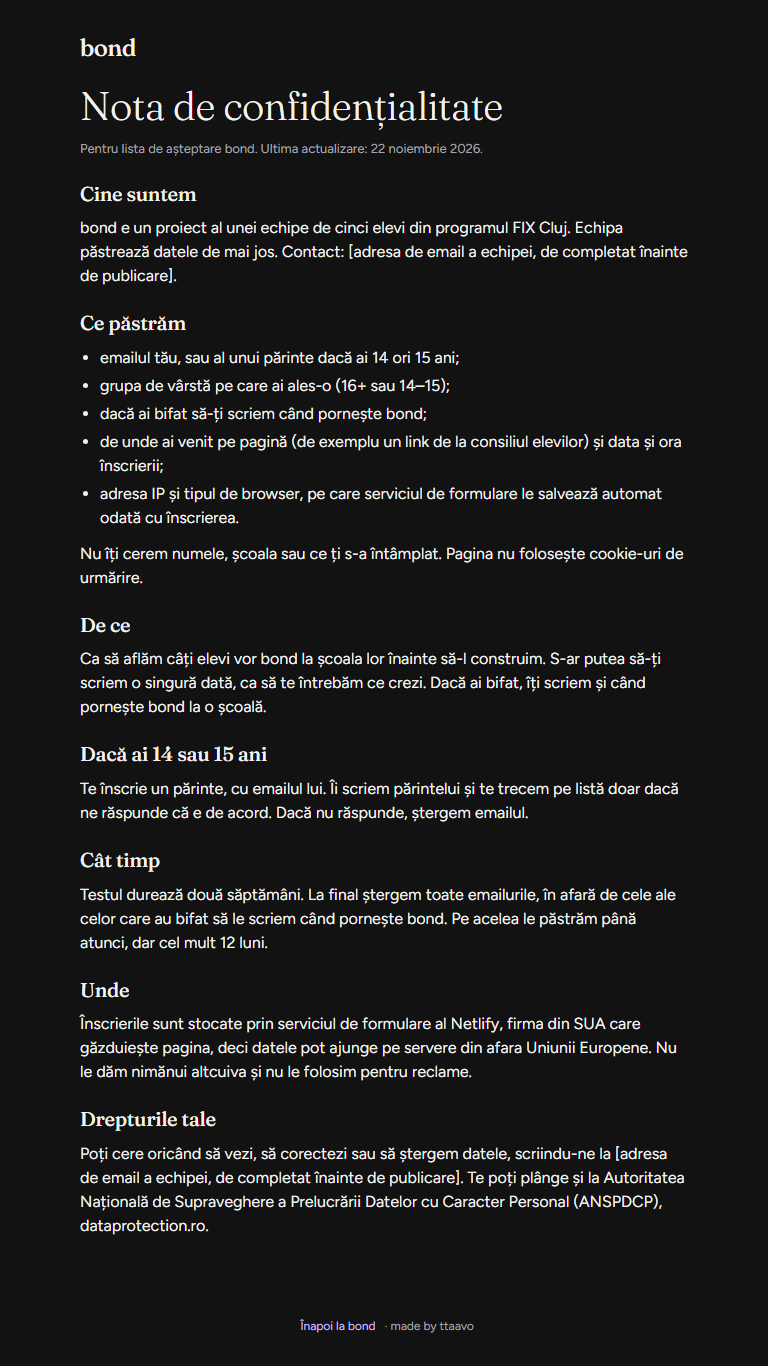 bond
Nota de confidențialitate
Pentru lista de așteptare bond. Ultima actualizare: 22 noiembrie 2026.
Cine suntem
bond e un proiect al unei echipe de cinci elevi din programul FIX Cluj. Echipa
păstrează datele de mai jos. Contact: [adresa de email a echipei, de completat înainte
de publicare].
Ce păstrăm
• emailul tău, sau al unui părinte dacă ai 14 ori 15 ani;
• grupa de vârstă pe care ai ales-o (16+ sau 14–15);
• dacă ai bifat să-ți scriem când pornește bond;
• de unde ai venit pe pagină (de exemplu un link de la consiliul elevilor) și data și ora
înscrierii;
• adresa IP și tipul de browser, pe care serviciul de formulare le salvează automat
odată cu înscrierea.
Nu îți cerem numele, școala sau ce ți s-a întâmplat. Pagina nu folosește cookie-uri de
urmărire.
De ce
Ca să aflăm câți elevi vor bond la școala lor înainte să-l construim. S-ar putea să-ți
scriem o singură dată, ca să te întrebăm ce crezi. Dacă ai bifat, îți scriem și când
pornește bond la o școală.
Dacă ai 14 sau 15 ani
Te înscrie un părinte, cu emailul lui. Îi scriem părintelui și te trecem pe listă doar dacă
ne răspunde că e de acord. Dacă nu răspunde, ștergem emailul.
Cât timp
Testul durează două săptămâni. La final ștergem toate emailurile, în afară de cele ale
celor care au bifat să le scriem când pornește bond. Pe acelea le păstrăm până
atunci, dar cel mult 12 luni.
Unde
Înscrierile sunt stocate prin serviciul de formulare al Netlify, firma din SUA care
găzduiește pagina, deci datele pot ajunge pe servere din afara Uniunii Europene. Nu
le dăm nimănui altcuiva și nu le folosim pentru reclame.
Drepturile tale
Poți cere oricând să vezi, să corectezi sau să ștergem datele, scriindu-ne la [adresa
de email a echipei, de completat înainte de publicare]. Te poți plânge și la Autoritatea
Națională de Supraveghere a Prelucrării Datelor cu Caracter Personal (ANSPDCP),
dataprotection.ro.
Înapoi la bond · made by ttaavo